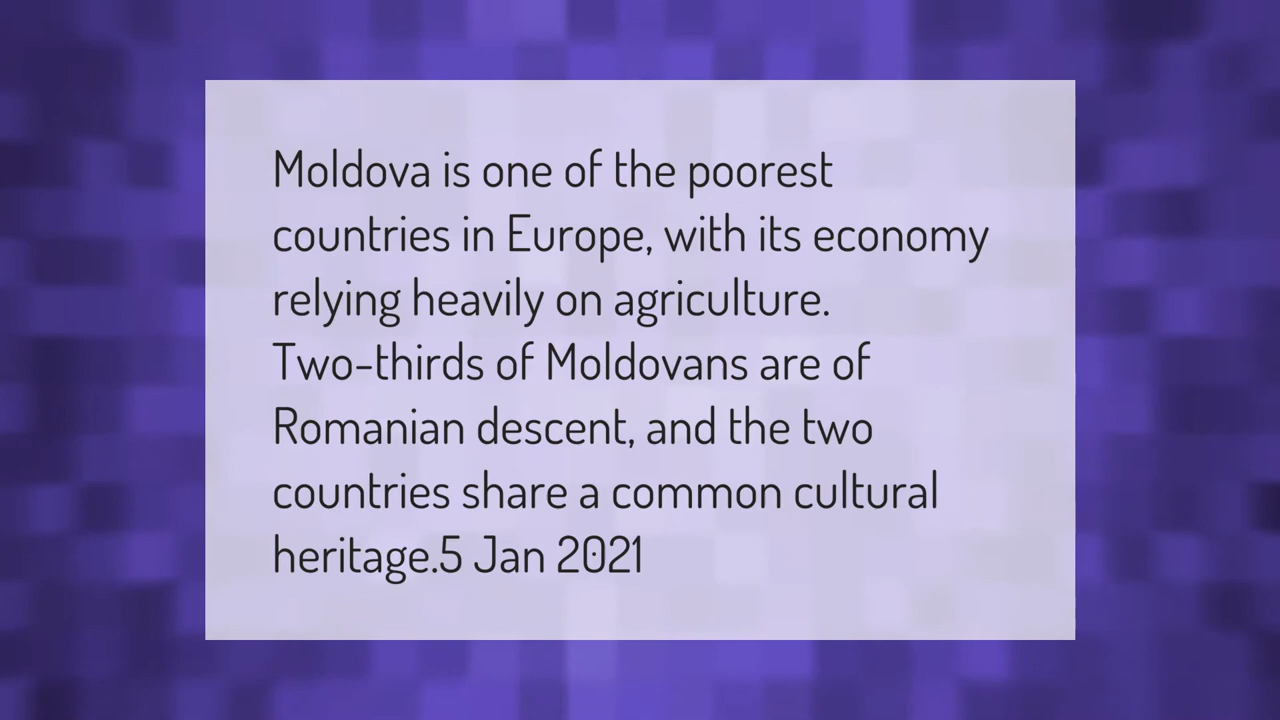 Moldova is one of the poorest
countries in Europe, with its economy
relying heavily on agriculture.
Two-thirds of Moldovans are of
Romanian descent, and the two
countries share a common cultural
heritage.5 Jan 2021